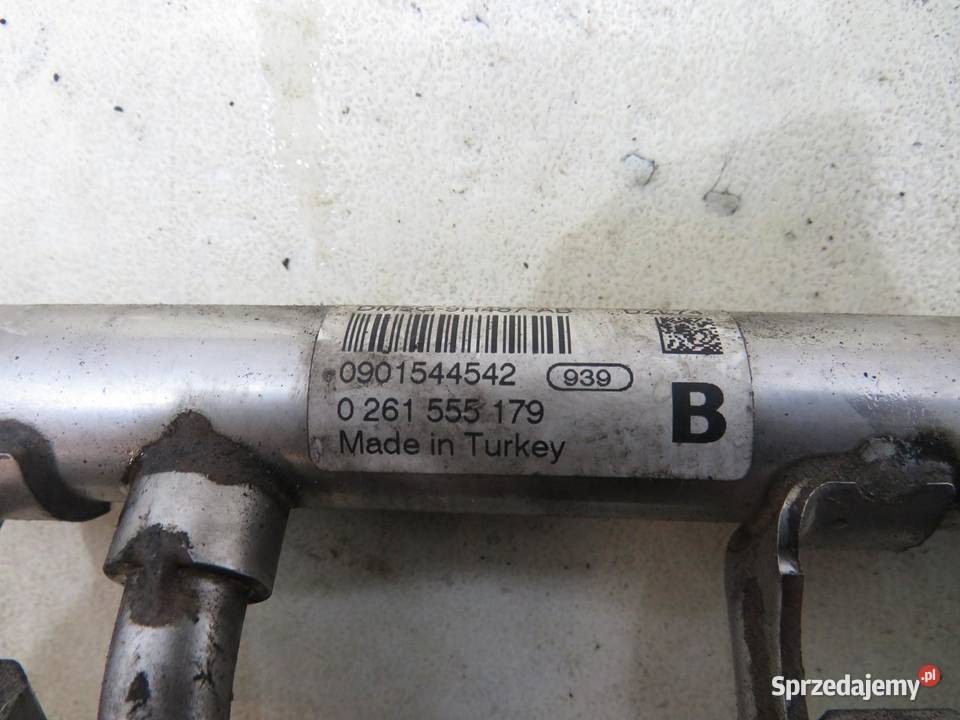 0901544542 939
0 261 555 179
B
Made in Turkey
Sprzedajemy.pl